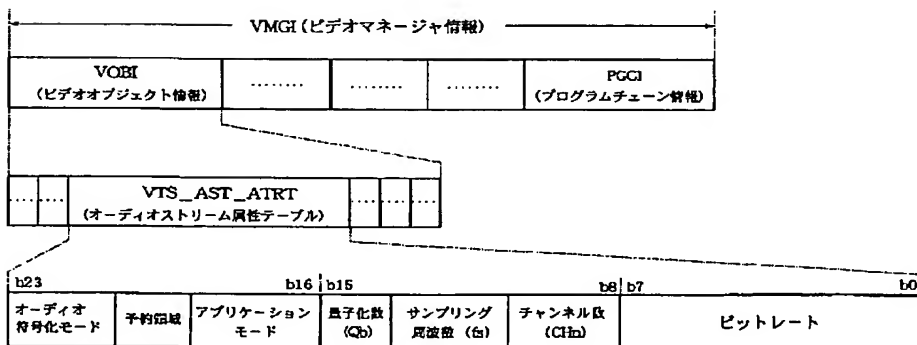 VMGI(ビデオマネージャ情報)
VOBI ········ ········ ········ PGCI
(ビデオオブジェクト情報) (プログラムチェーン情報)
····· ····· VTS_AST_ATRT ····· ····· ·····
(オーディオストリーム属性テーブル)
b23 b16 b15 b8 b7 b0
オーディオ 予約領域 アプリケーション 量子化数 サンプリング チャンネル数 ビットレート
符号化モード モード (Qb) 周波数 (fs) (CHn)